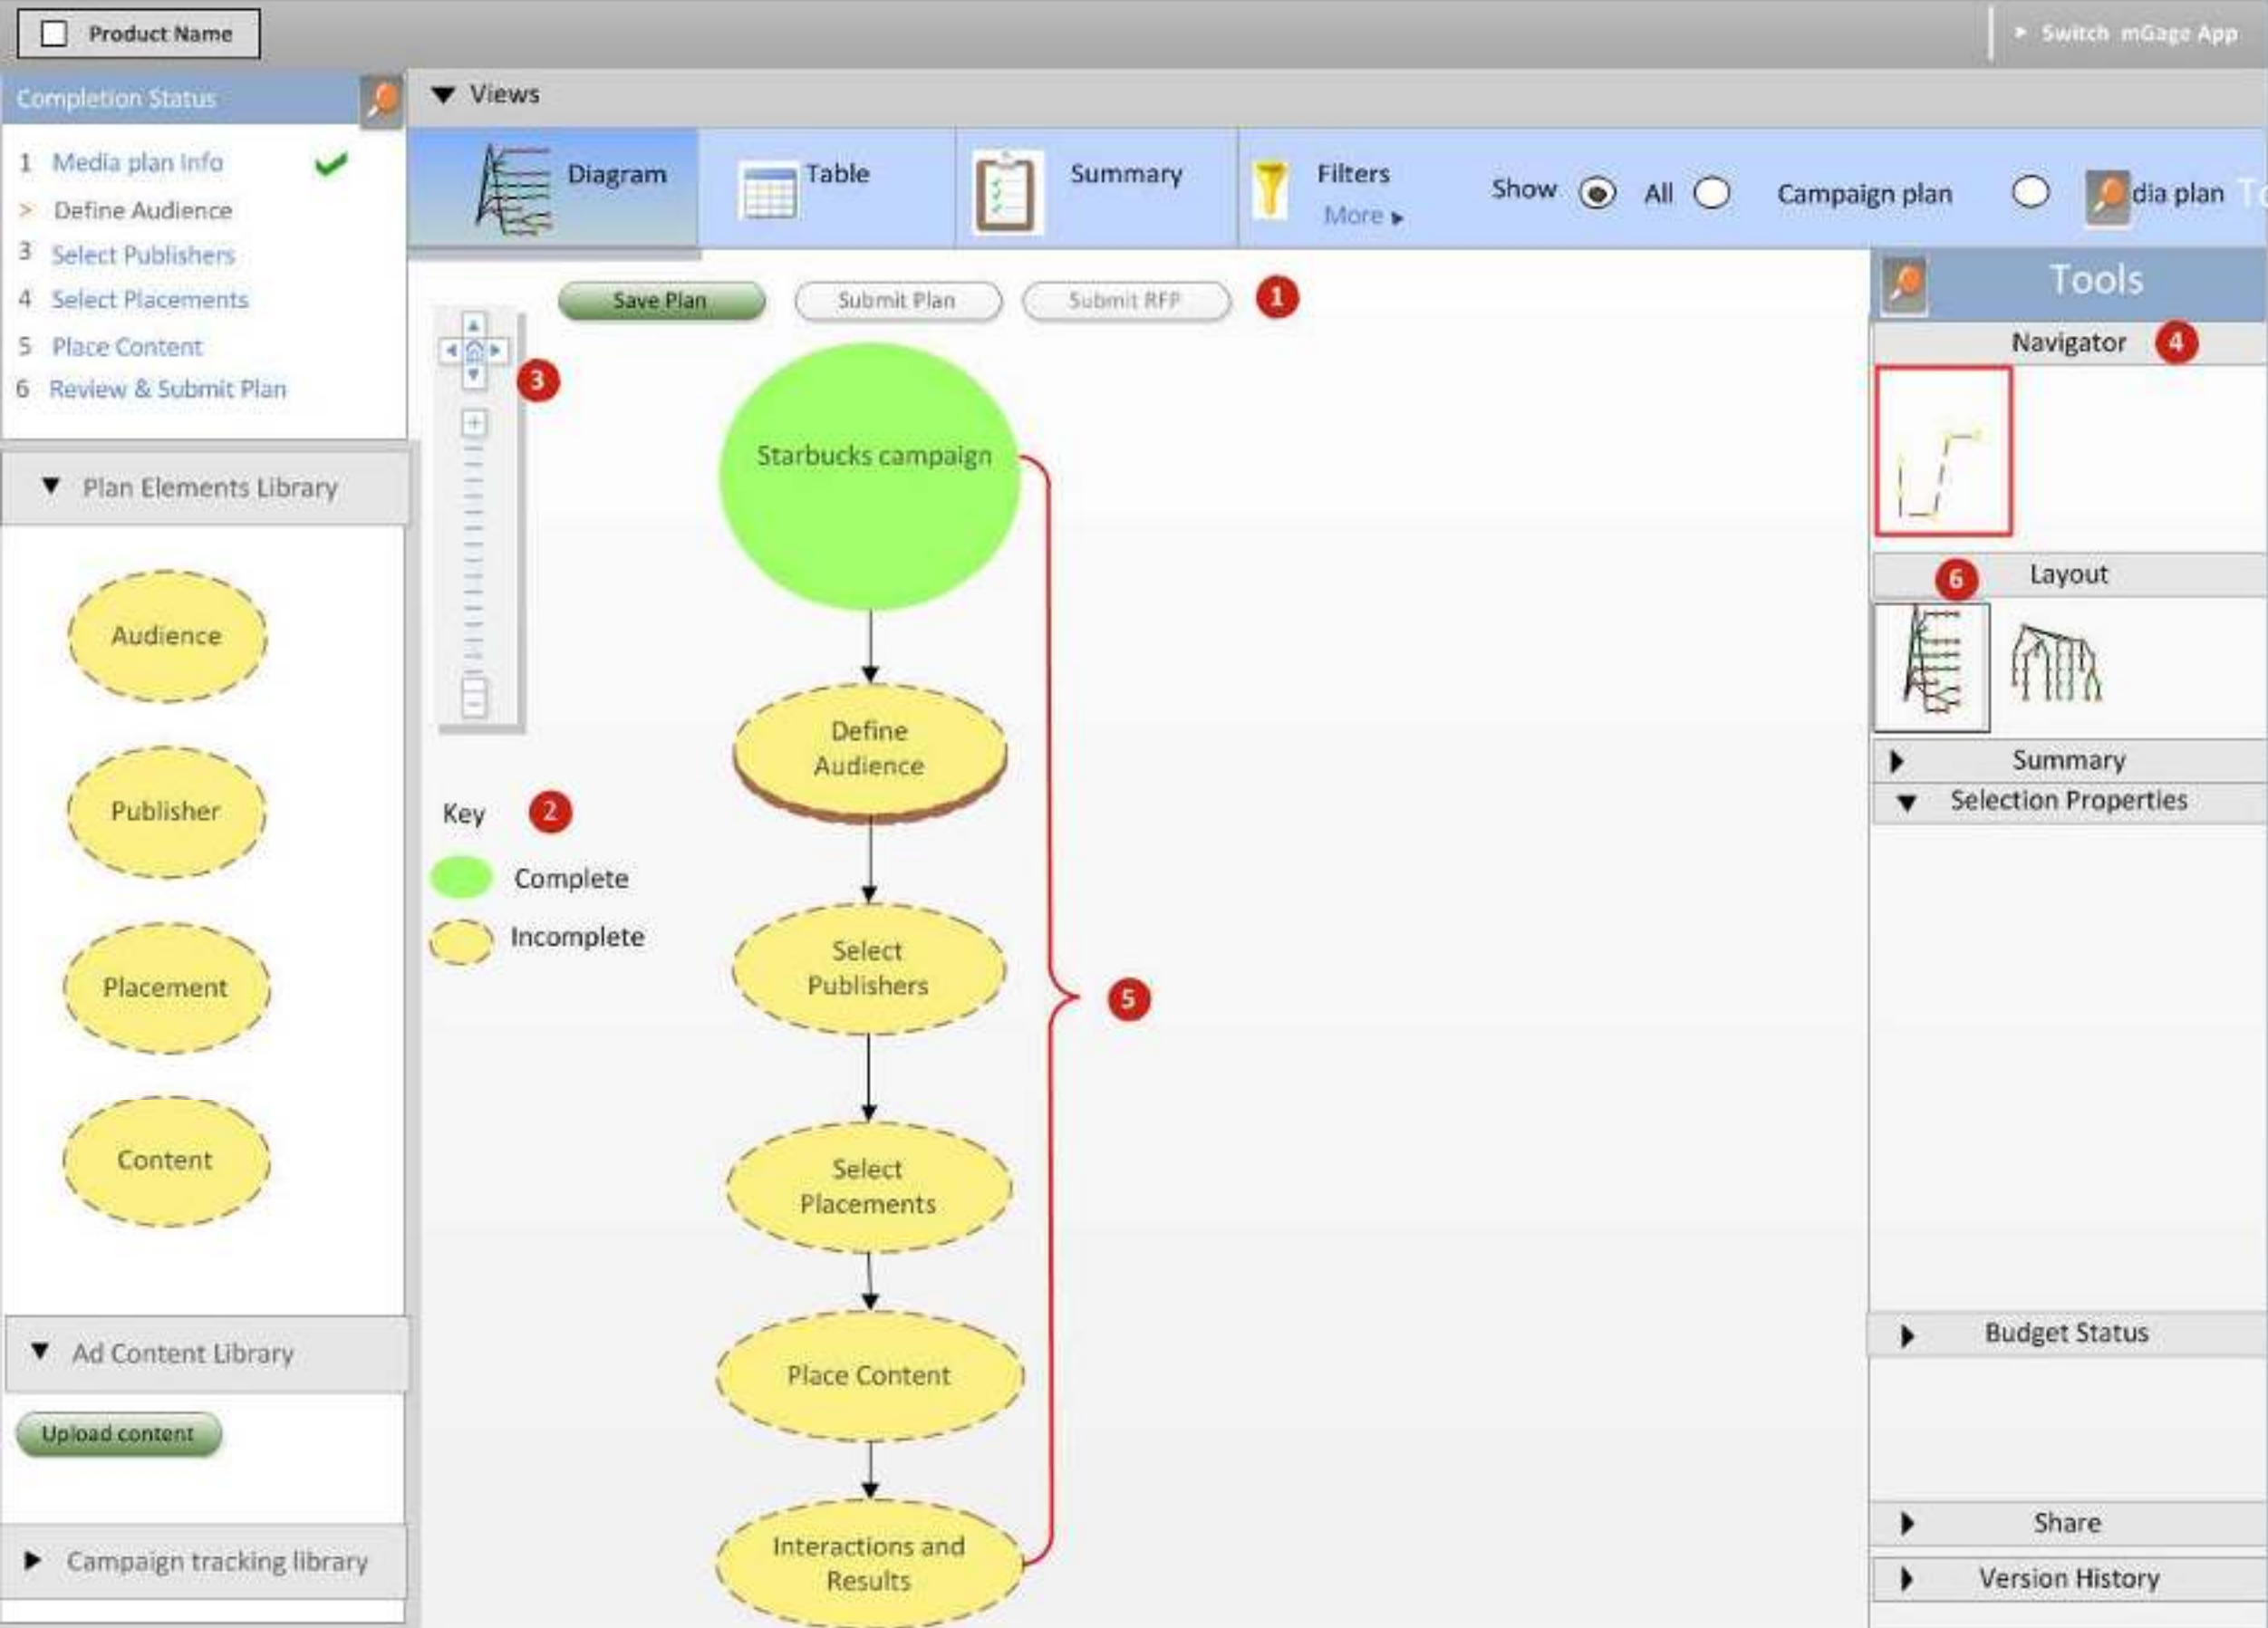 Product Name
Switch mGage App
Completion Status
1 Media plan Info
> Define Audience
3 Select Publishers
4 Select Placements
5 Place Content
6 Review & Submit Plan
Plan Elements Library
Audience
Publisher
Placement
Content
Ad Content Library
Upload content
Campaign tracking library
Views
Diagram
Table
Summary
Filters
More
Show
All
Campaign plan
dia plan
To
Save Plan
Submit Plan
Submit RFP
1
3
Key
2
Complete
Incomplete
Starbucks campaign
Define
Audience
Select
Publishers
Select
Placements
Place Content
Interactions and
Results
5
Tools
Navigator
4
6
Layout
Summary
Selection Properties
Budget Status
Share
Version History